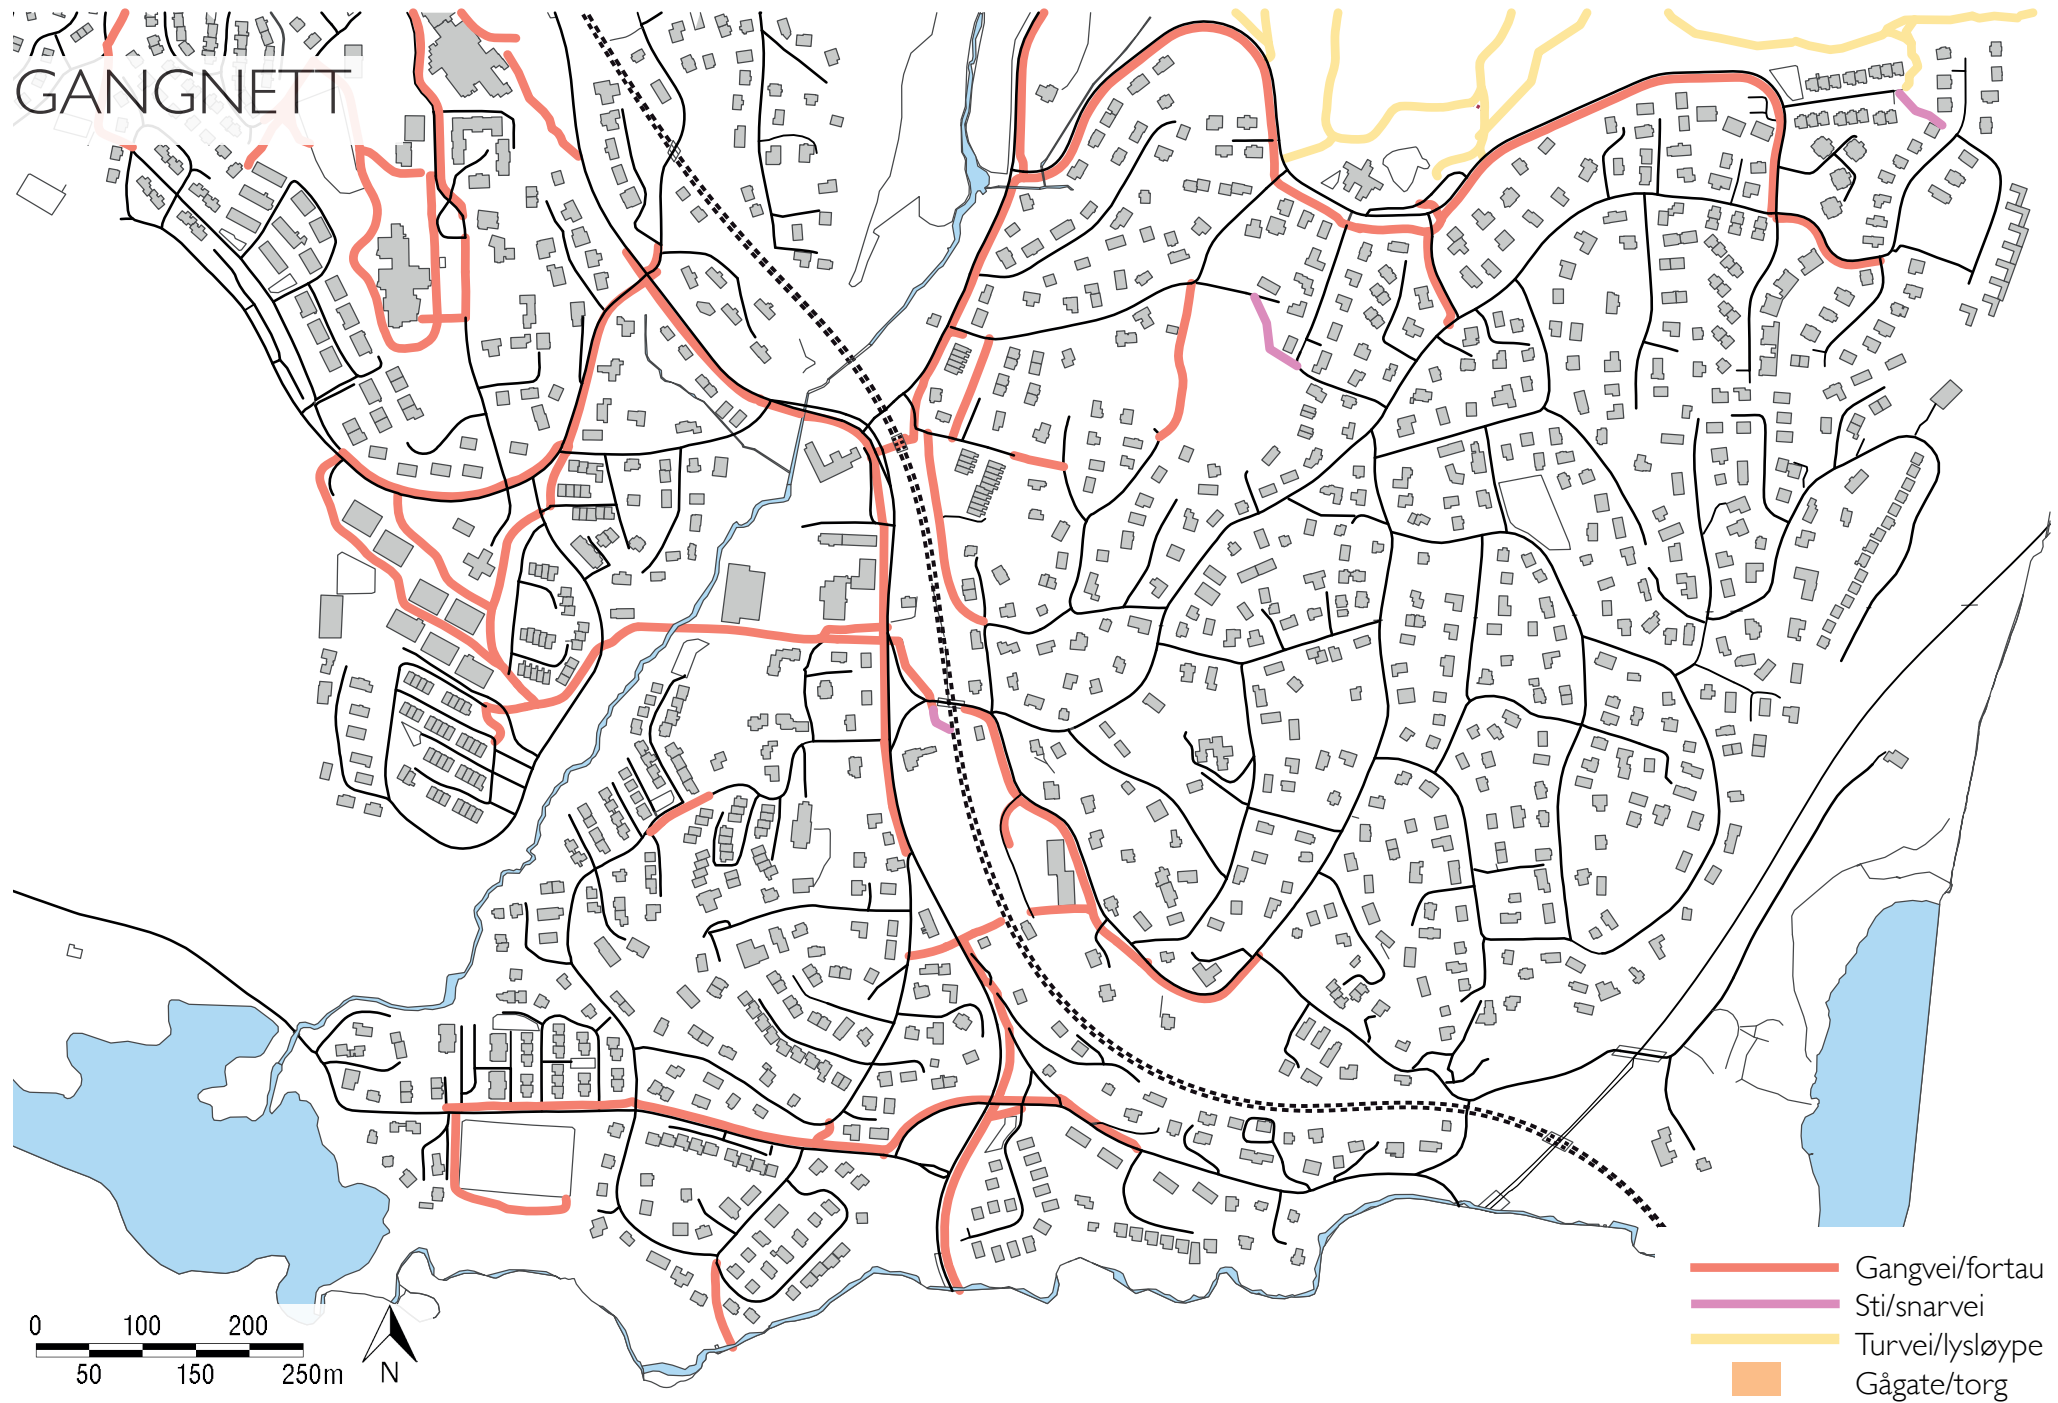 GANGNETT
Gangvei/fortau
Sti/snarvei
Turvei/lysløype
Gågate/torg
0 100 200
50 150 250m
N